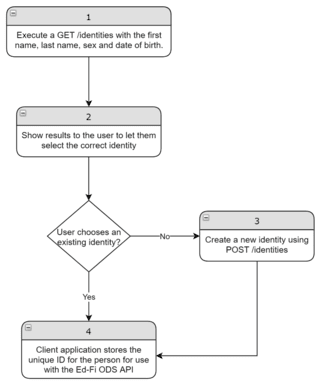 1
Execute a GET /identities with the first
name, last name, sex and date of birth.
2
Show results to the user to let them
select the correct identity
User chooses an
existing identity?
No
3
Create a new identity using
POST /identities
Yes
4
Client application stores the
unique ID for the person for use
with the Ed-Fi ODS API